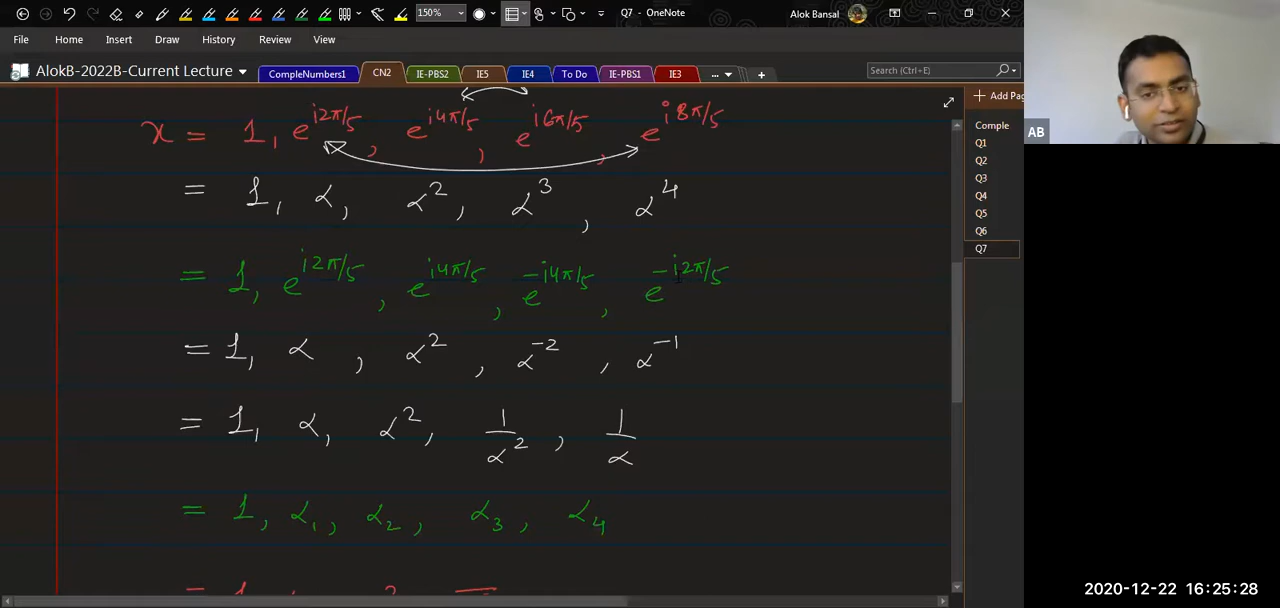 150%
Q7 - OneNote
Alok Bansal
File Home Insert Draw History Review View
AlokB-2022B-Current Lecture
CompleNumbers1 CN2 IE-PBS2 IE5 IE4 To Do IE-PBS1 IE3 ... +
Search (Ctrl+E)
+ Add Pag
Comple
Q1
Q2
Q3
Q4
Q5
Q6
Q7
AB
x = 1, e^{i2π/5}, e^{i4π/5}, e^{i6π/5}, e^{i8π/5}
= 1, α, α², α³, α⁴
= 1, e^{i2π/5}, e^{i4π/5}, e^{-i4π/5}, e^{-i2π/5}
= 1, α, α², α⁻², α⁻¹
= 1, α, α², 1/α², 1/α
= 1, α₁, α₂, α₃, α₄
2020-12-22 16:25:28